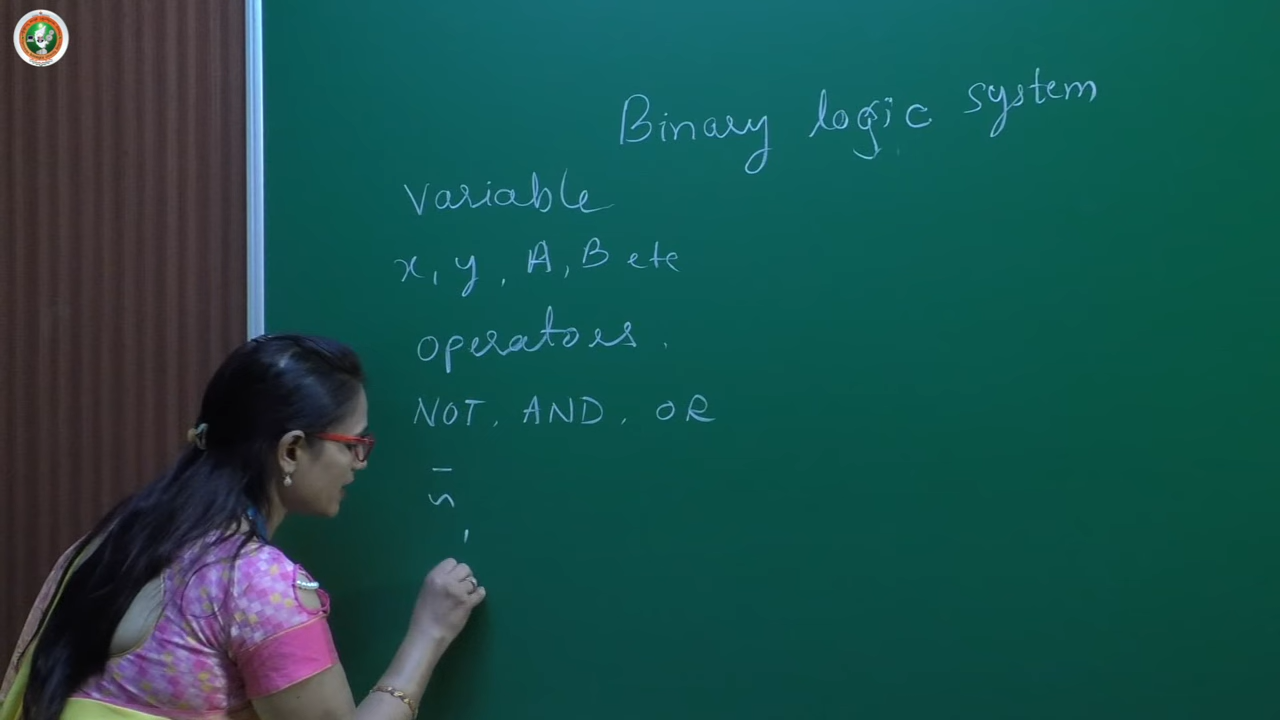 Binary logic system
Variable
x, y, A, B etc
operators.
NOT, AND, OR
—
~
'